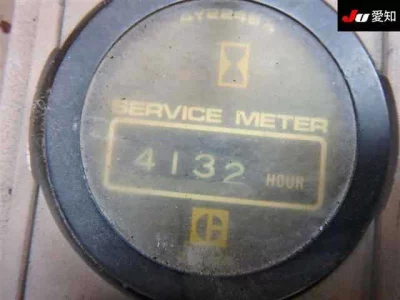 JU 愛知
SERVICE METER
4132 HOUR